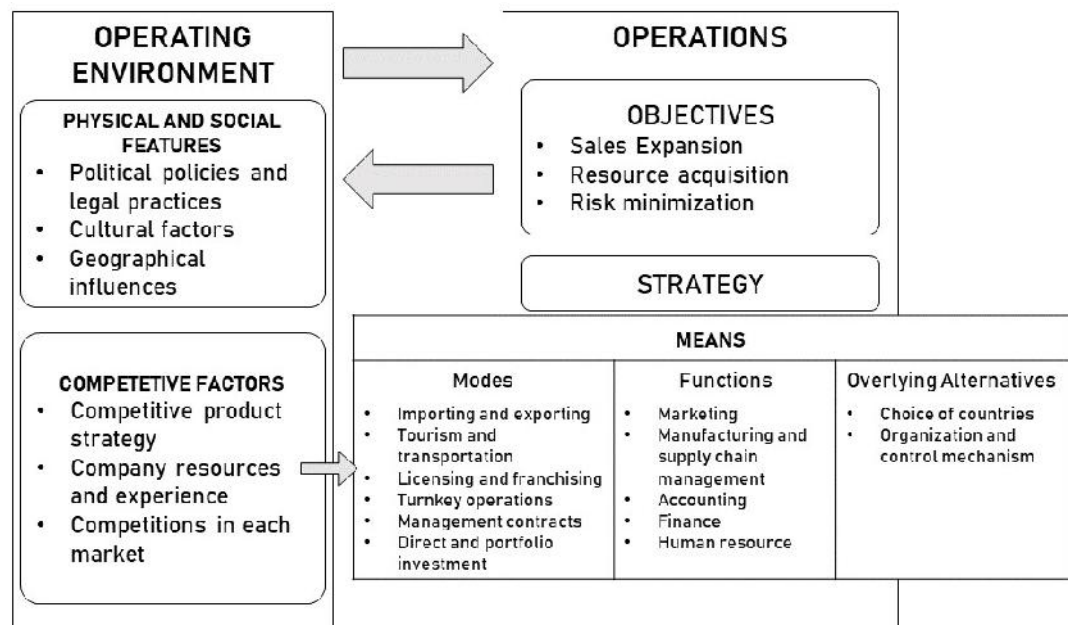 OPERATING
ENVIRONMENT
PHYSICAL AND SOCIAL
FEATURES
• Political policies and
legal practices
• Cultural factors
• Geographical
influences
COMPETETIVE FACTORS
• Competitive product
strategy
• Company resources
and experience
• Competitions in each
market
OPERATIONS
OBJECTIVES
• Sales Expansion
• Resource acquisition
• Risk minimization
STRATEGY
MEANS
Modes
• Importing and exporting
• Tourism and
transportation
• Licensing and franchising
• Turnkey operations
• Management contracts
• Direct and portfolio
investment
Functions
• Marketing
• Manufacturing and
supply chain
management
• Accounting
• Finance
• Human resource
Overlying Alternatives
• Choice of countries
• Organization and
control mechanism